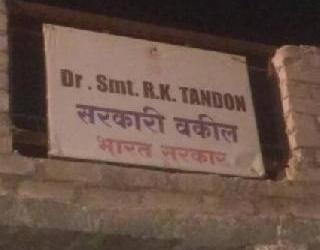 Dr. Smt. R.K. TANDON
सरकारी वकील
भारत सरकार